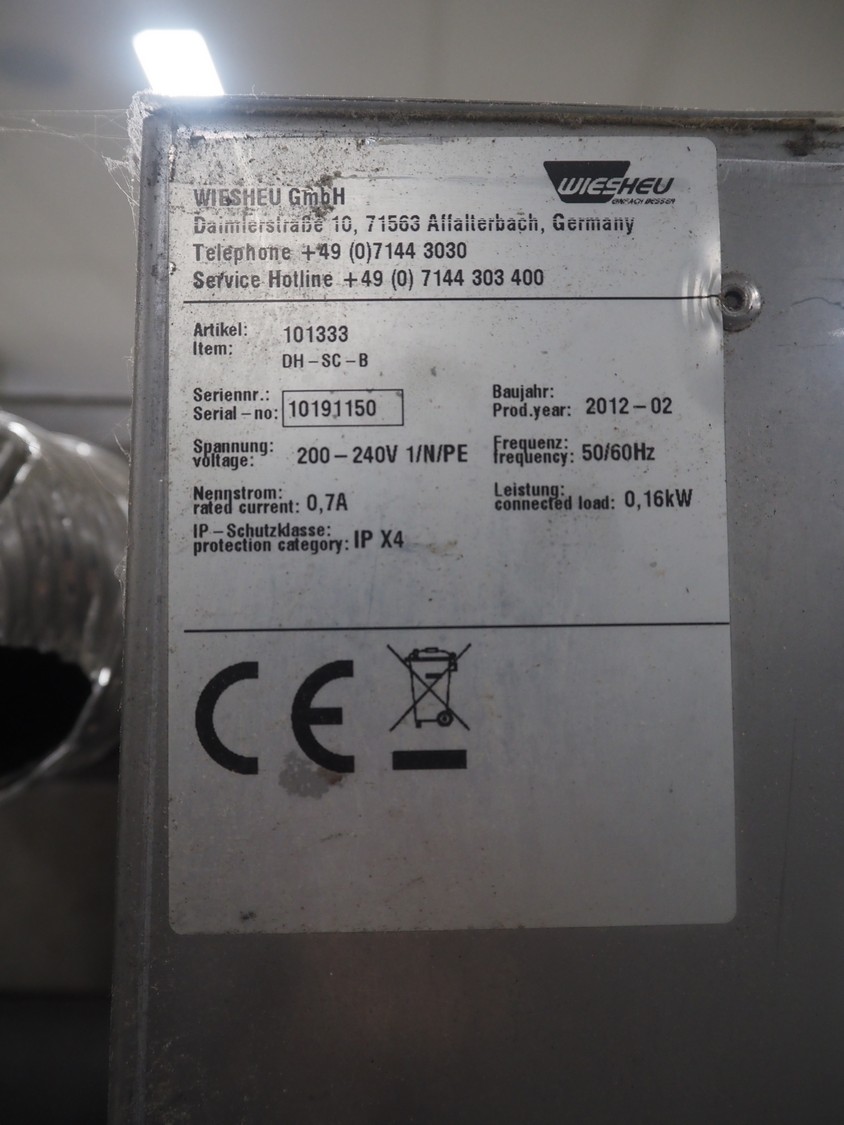 WIESHEU GmbH
WIESHEU
EINFACH BESSER
Daimlerstraße 10, 71563 Affalterbach, Germany
Telephone +49 (0)7144 3030
Service Hotline +49 (0) 7144 303 400
Artikel: 101333
Item: DH-SC-B
Seriennr.:
Serial-no: 10191150
Baujahr:
Prod.year: 2012-02
Spannung:
voltage: 200-240V 1/N/PE
Frequenz:
frequency: 50/60Hz
Nennstrom:
rated current: 0,7A
Leistung:
connected load: 0,16kW
IP-Schutzklasse:
protection category: IP X4
CE